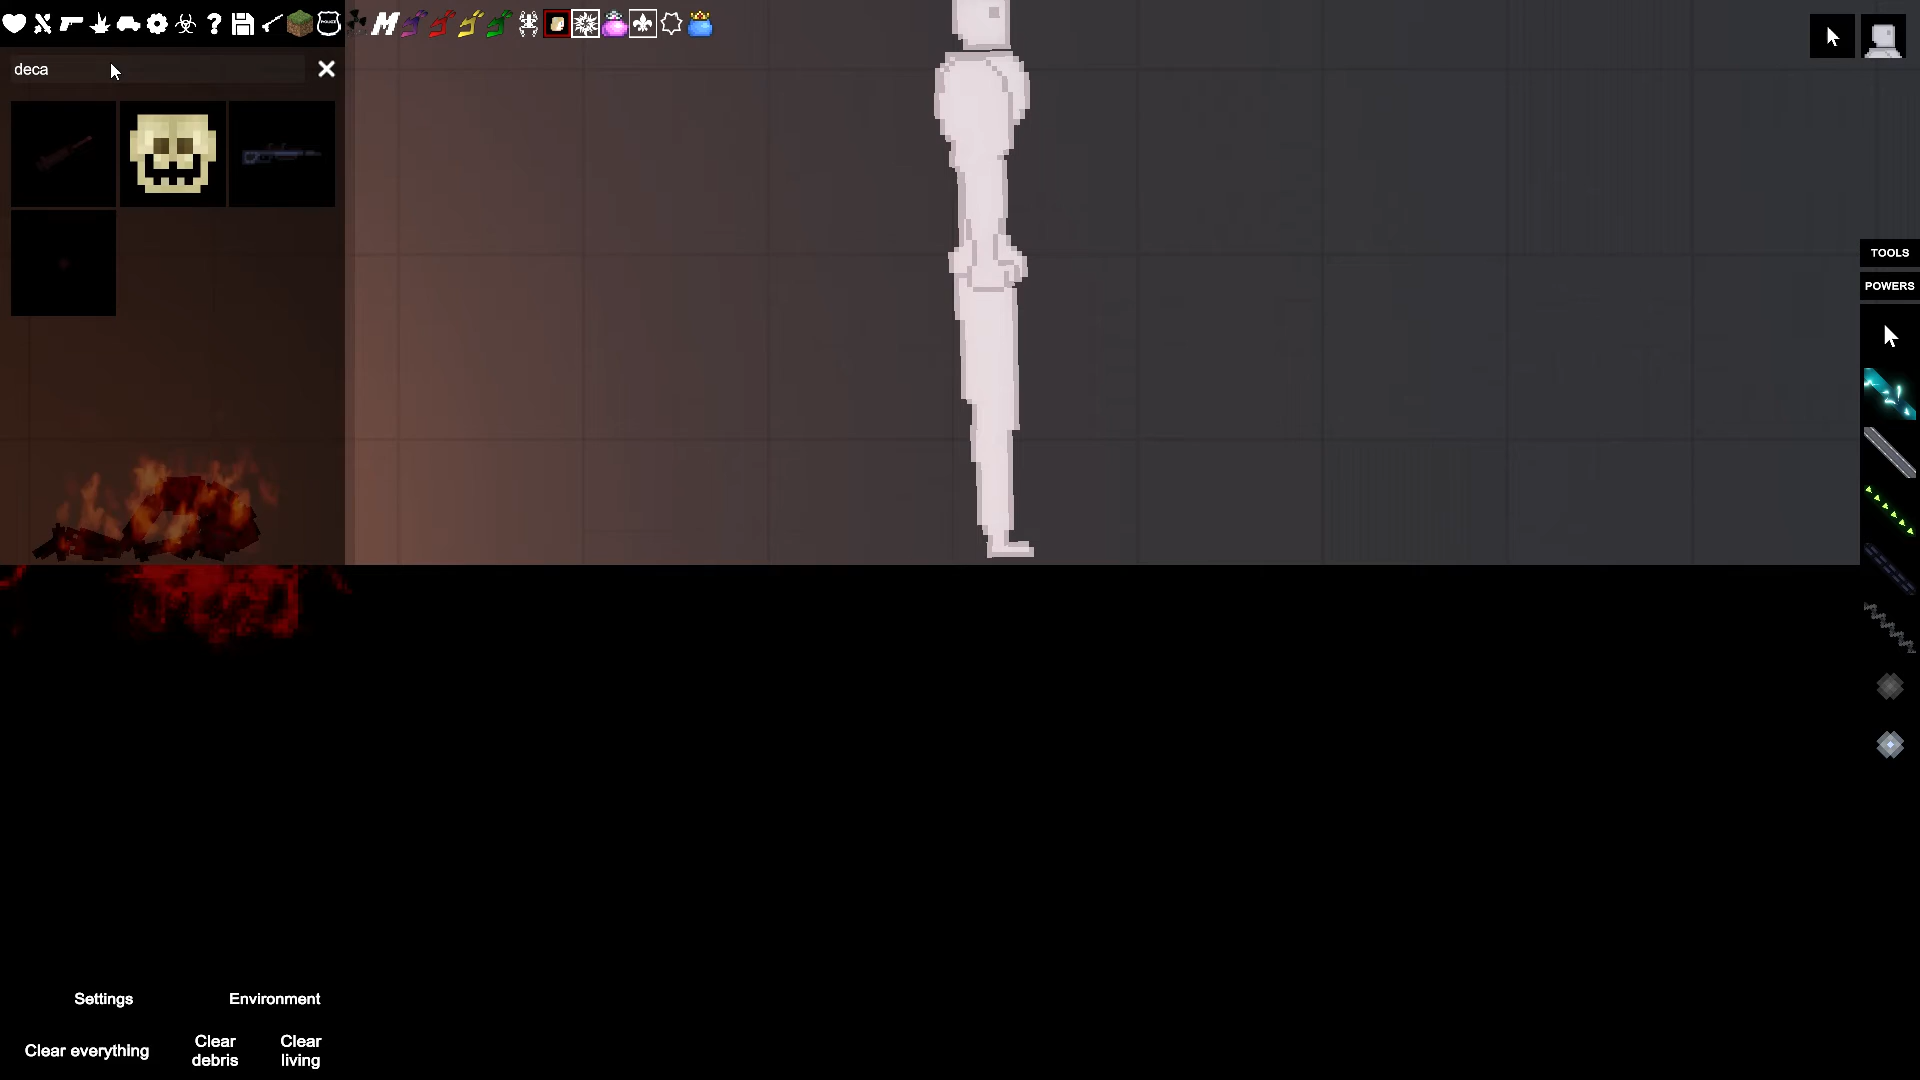 deca
TOOLS
POWERS
Settings
Environment
Clear everything
Clear
debris
Clear
living